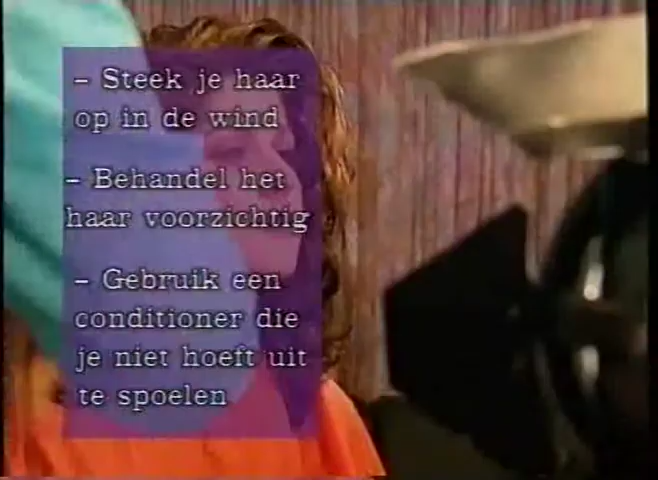 – Steek je haar
op in de wind
– Behandel het
haar voorzichtig
– Gebruik een
conditioner die
je niet hoeft uit
te spoelen